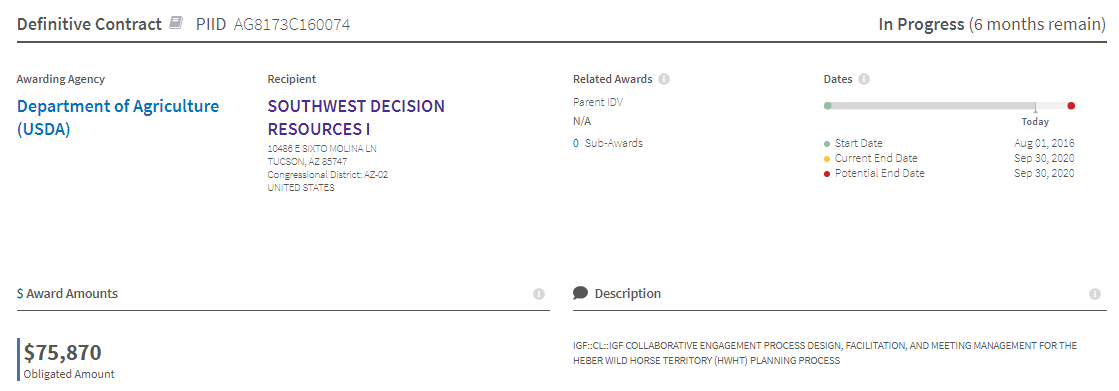 Definitive Contract PIID AG8173C160074
In Progress (6 months remain)
Awarding Agency
Department of Agriculture
(USDA)
Recipient
SOUTHWEST DECISION
RESOURCES I
10486 E SIXTO MOLINA LN
TUCSON, AZ 85747
Congressional District: AZ-02
UNITED STATES
Related Awards
Parent IDV
N/A
0 Sub-Awards
Dates
Today
Start Date Aug 01, 2016
Current End Date Sep 30, 2020
Potential End Date Sep 30, 2020
$ Award Amounts
$75,870
Obligated Amount
Description
IGF::CL::IGF COLLABORATIVE ENGAGEMENT PROCESS DESIGN, FACILITATION, AND MEETING MANAGEMENT FOR THE
HEBER WILD HORSE TERRITORY (HWHT) PLANNING PROCESS